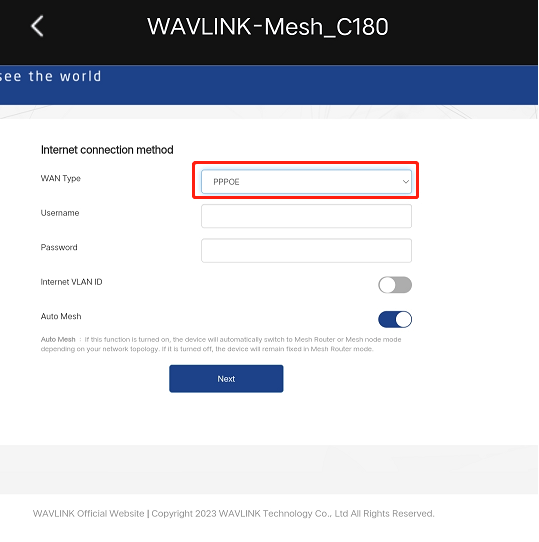 WAVLINK-Mesh_C180
see the world
Internet connection method
WAN Type
PPPOE
Username
Password
Internet VLAN ID
Auto Mesh
Auto Mesh : If this function is turned on, the device will automatically switch to Mesh Router or Mesh node mode
depending on your network topology. If it is turned off, the device will remain fixed in Mesh Router mode.
Next
WAVLINK Official Website | Copyright 2023 WAVLINK Technology Co., Ltd All Rights Reserved.